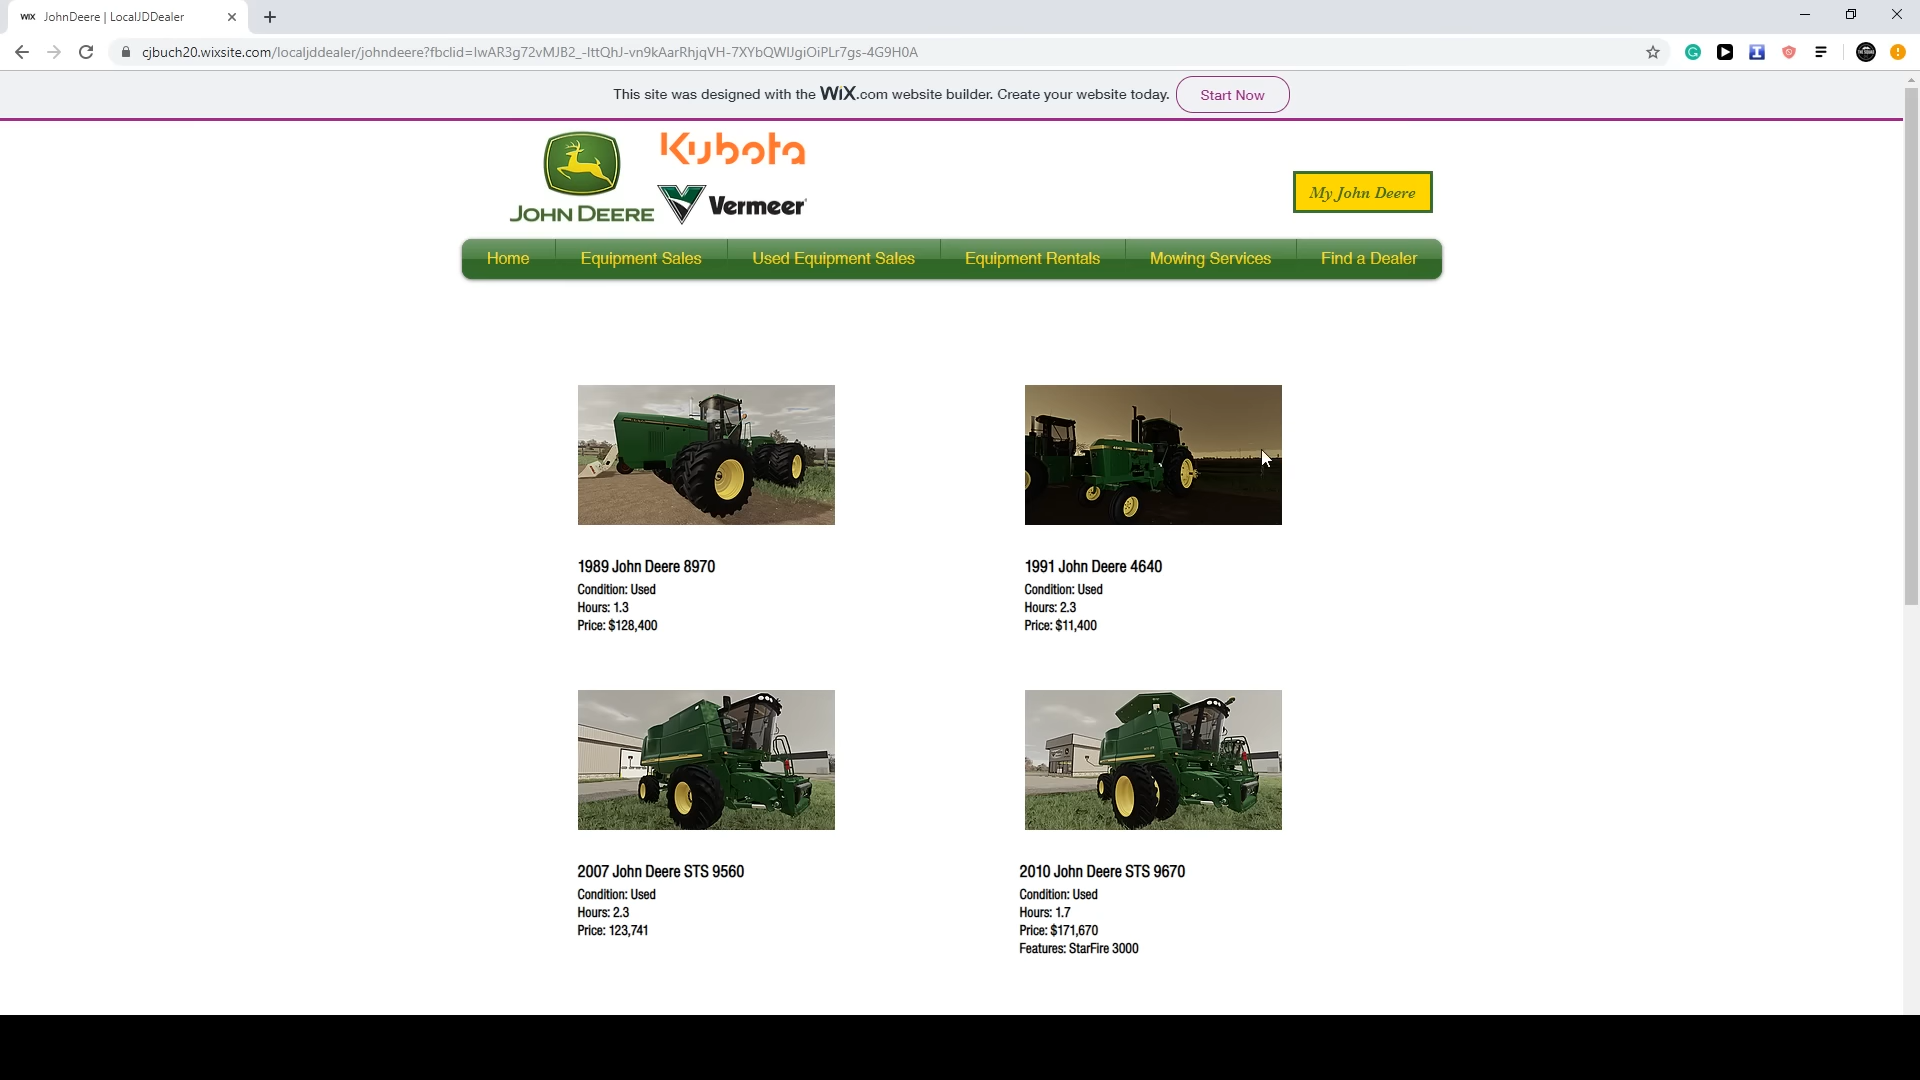 WiX JohnDeere | LocalJDDealer
cjbuch20.wixsite.com/localjddealer/johndeere?fbclid=IwAR3g72vMJB2_-IttQhJ-vn9kAarRhjqVH-7XYbQWlJgiOiPLr7gs-4G9H0A
This site was designed with the WiX.com website builder. Create your website today. Start Now
Kubota
JOHN DEERE
Vermeer
My John Deere
Home Equipment Sales Used Equipment Sales Equipment Rentals Mowing Services Find a Dealer
1989 John Deere 8970
Condition: Used
Hours: 1.3
Price: $128,400
1991 John Deere 4640
Condition: Used
Hours: 2.3
Price: $11,400
2007 John Deere STS 9560
Condition: Used
Hours: 2.3
Price: 123,741
2010 John Deere STS 9670
Condition: Used
Hours: 1.7
Price: $171,670
Features: StarFire 3000